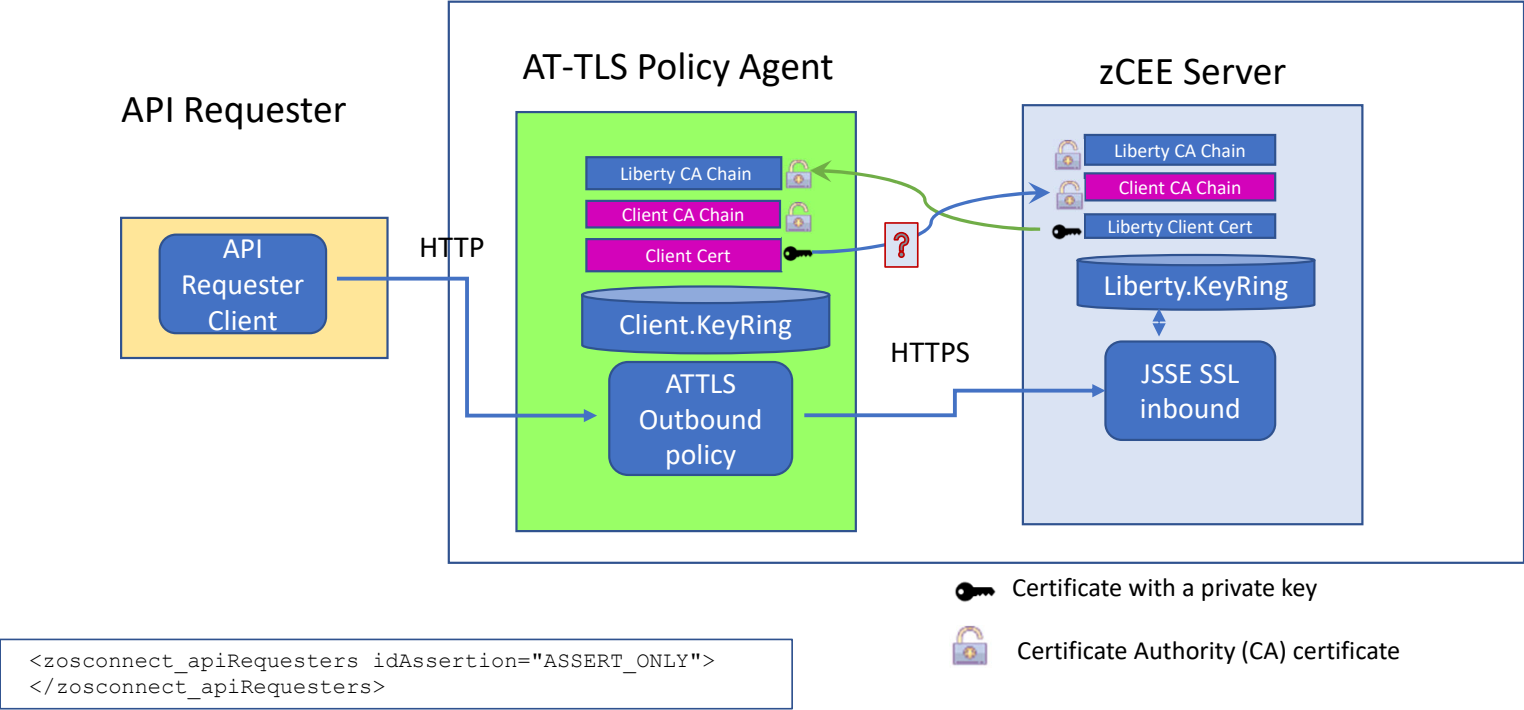 AT-TLS Policy Agent
zCEE Server
API Requester
Liberty CA Chain
Client CA Chain
Client Cert
Liberty CA Chain
Client CA Chain
Liberty Client Cert
?
HTTP
API
Requester
Client
Client.KeyRing
Liberty.KeyRing
HTTPS
ATTLS
Outbound
policy
JSSE SSL
inbound
Certificate with a private key
Certificate Authority (CA) certificate
<zosconnect_apiRequesters idAssertion="ASSERT_ONLY">
</zosconnect_apiRequesters>